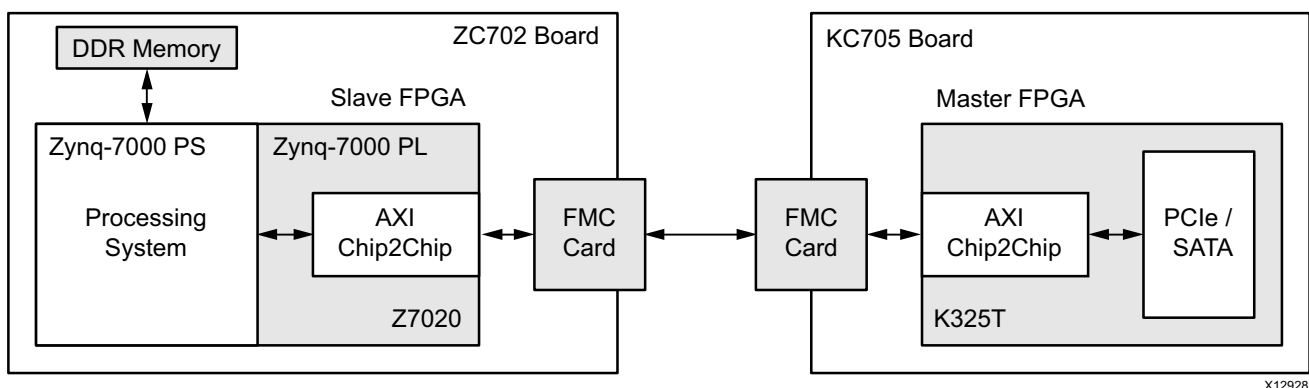 ZC702 Board
DDR Memory
Slave FPGA
Zynq-7000 PS
Zynq-7000 PL
Processing
System
AXI
Chip2Chip
Z7020
FMC
Card
FMC
Card
KC705 Board
Master FPGA
AXI
Chip2Chip
PCIe /
SATA
K325T
X12928